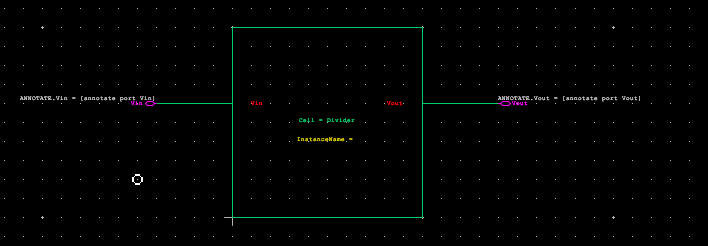 ANNOTATE.Vin = [annotate port Vin]
ANNOTATE.Vout = [annotate port Vout]
Vin
Vin
Vout
Vout
Cell = Divider
InstanceName =